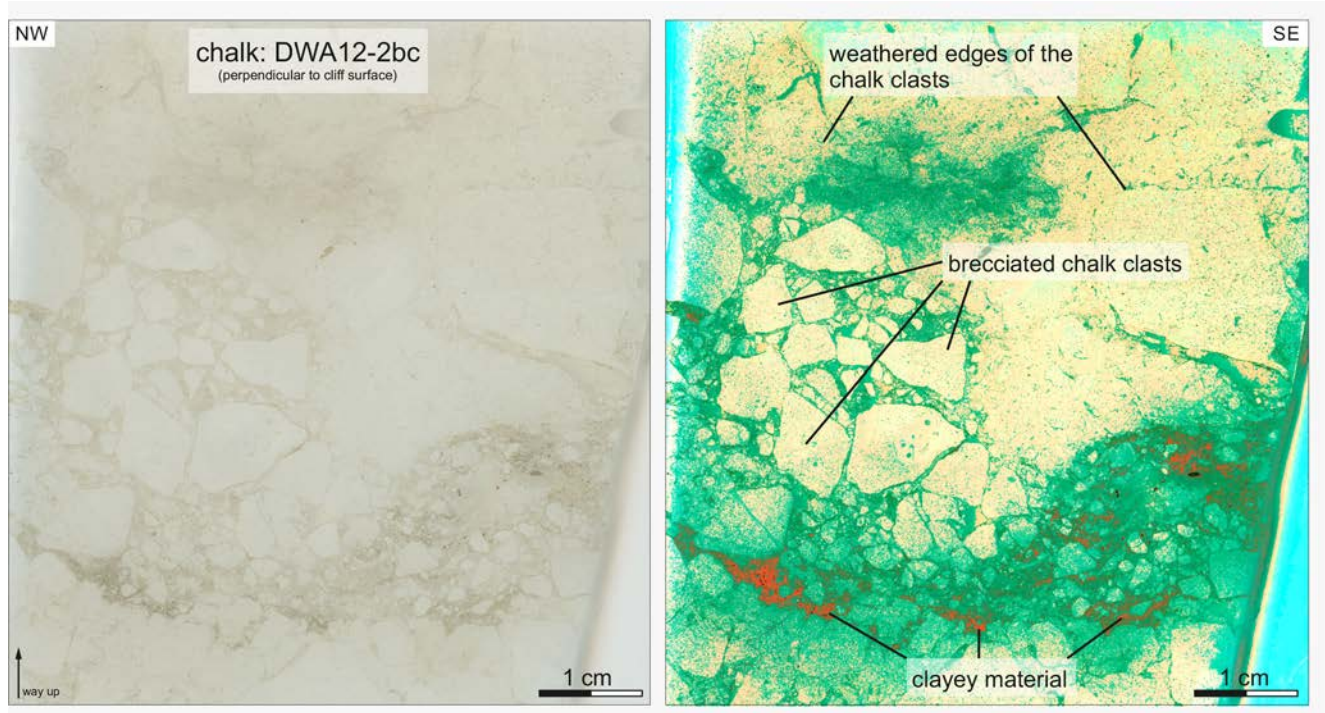 NW
chalk: DWA12-2bc
(perpendicular to cliff surface)
way up
1 cm
SE
weathered edges of the
chalk clasts
brecciated chalk clasts
clayey material
1 cm